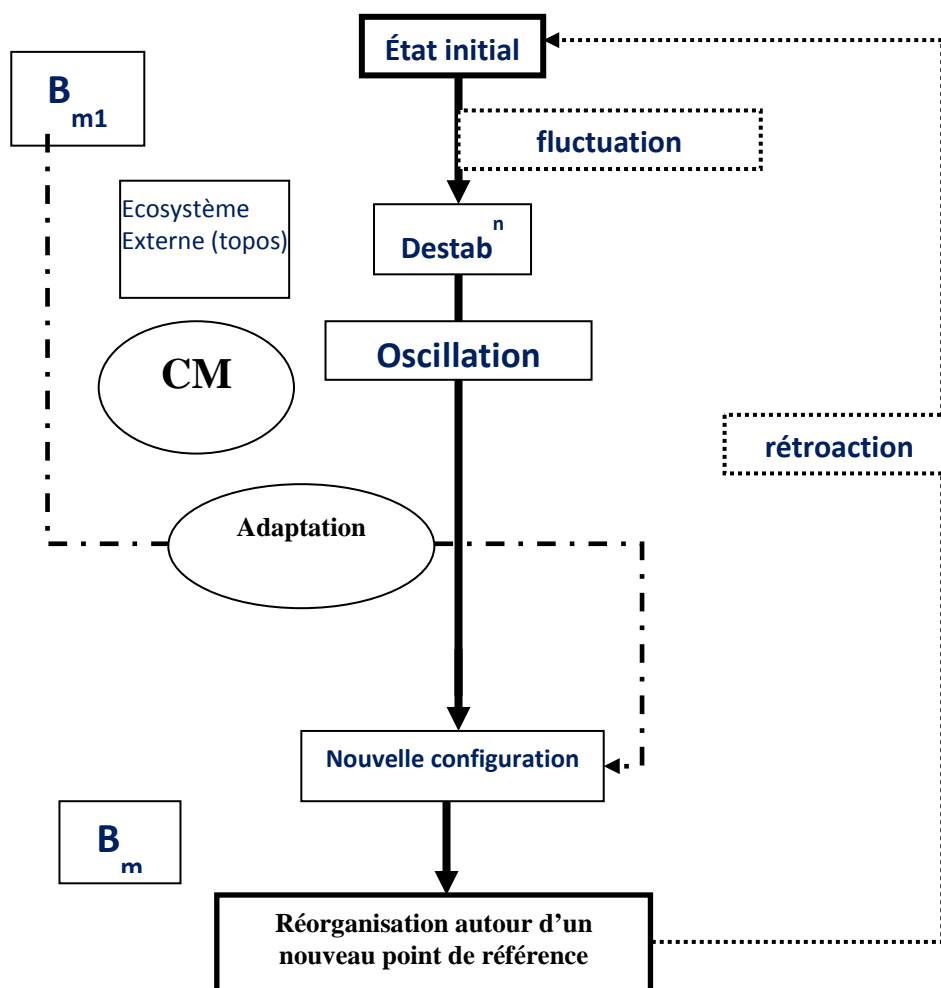 État initial
B
m1
fluctuation
Ecosystème
Externe (topos)
Destab^n
Oscillation
CM
rétroaction
Adaptation
Nouvelle configuration
B
m
Réorganisation autour d’un
nouveau point de référence